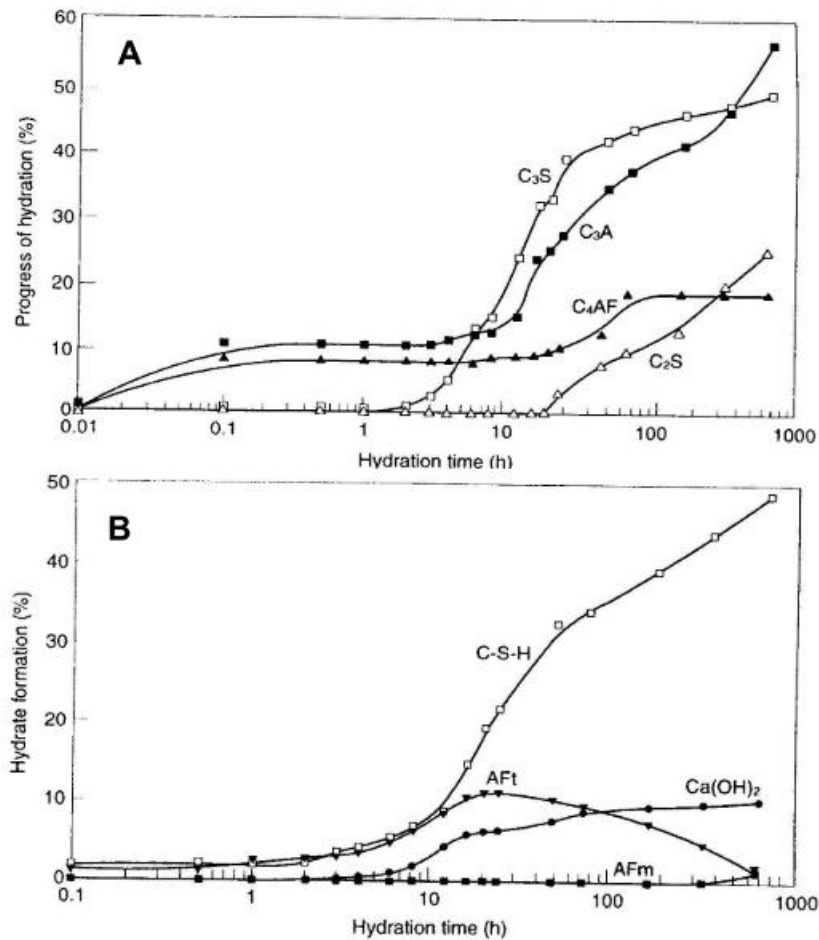 60
A
50
C₃S
40
Progress of hydration (%)
C₃A
30
20
C₄AF
10
C₂S
0
0.01 0.1 1 10 100 1000
Hydration time (h)
50
B
40
C-S-H
30
Hydrate formation (%)
20
AFt
Ca(OH)₂
10
AFm
0
0.1 1 10 100 1000
Hydration time (h)